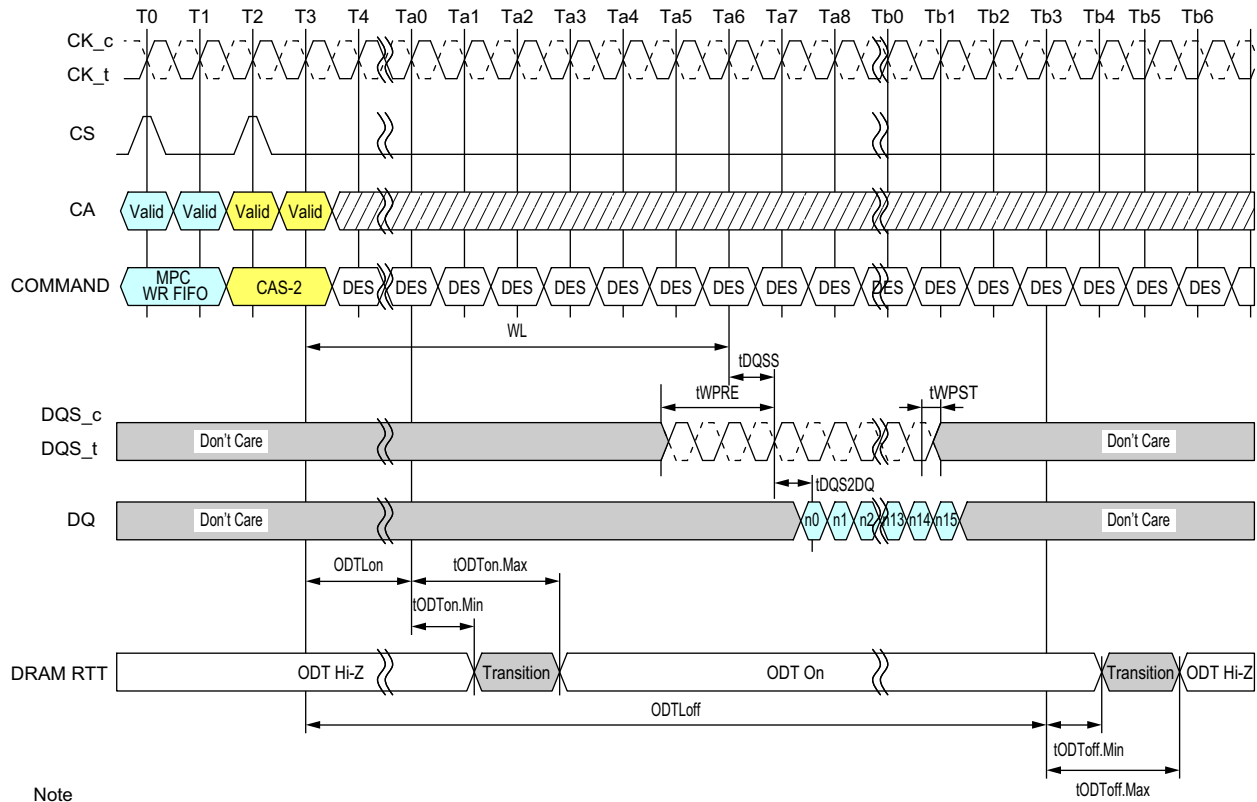 T0 T1 T2 T3 T4 Ta0 Ta1 Ta2 Ta3 Ta4 Ta5 Ta6 Ta7 Ta8 Tb0 Tb1 Tb2 Tb3 Tb4 Tb5 Tb6
CK_c
CK_t
CS
CA Valid Valid Valid Valid
COMMAND MPC WR FIFO CAS-2 DES DES DES DES DES DES DES DES DES DES DES DES DES DES DES DES DES
WL
tDQSS
tWPRE tWPST
DQS_c
DQS_t Don't Care Don't Care
tDQS2DQ
DQ Don't Care n0 n1 n2 n13 n14 n15 Don't Care
ODTLon tODTon.Max
tODTon.Min
DRAM RTT ODT Hi-Z Transition ODT On Transition ODT Hi-Z
ODTLoff
tODToff.Min
tODToff.Max
Note